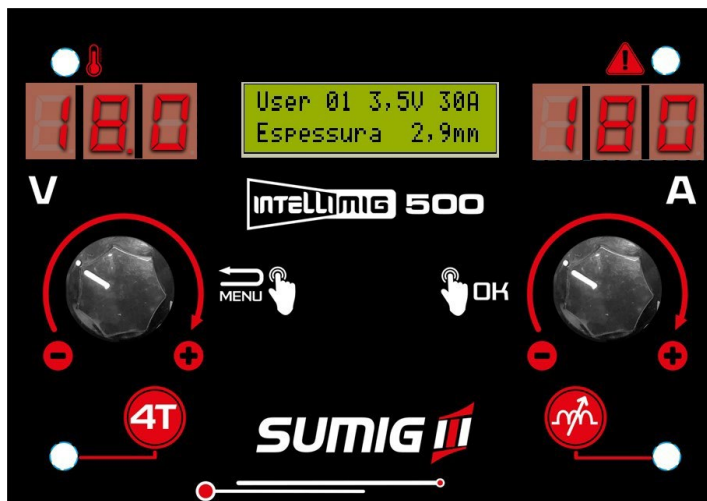 18.0
User 01 3,5V 30A
Espessura 2,9mm
180
V
A
INTELLIMIG 500
MENU
OK
4T
SUMIG